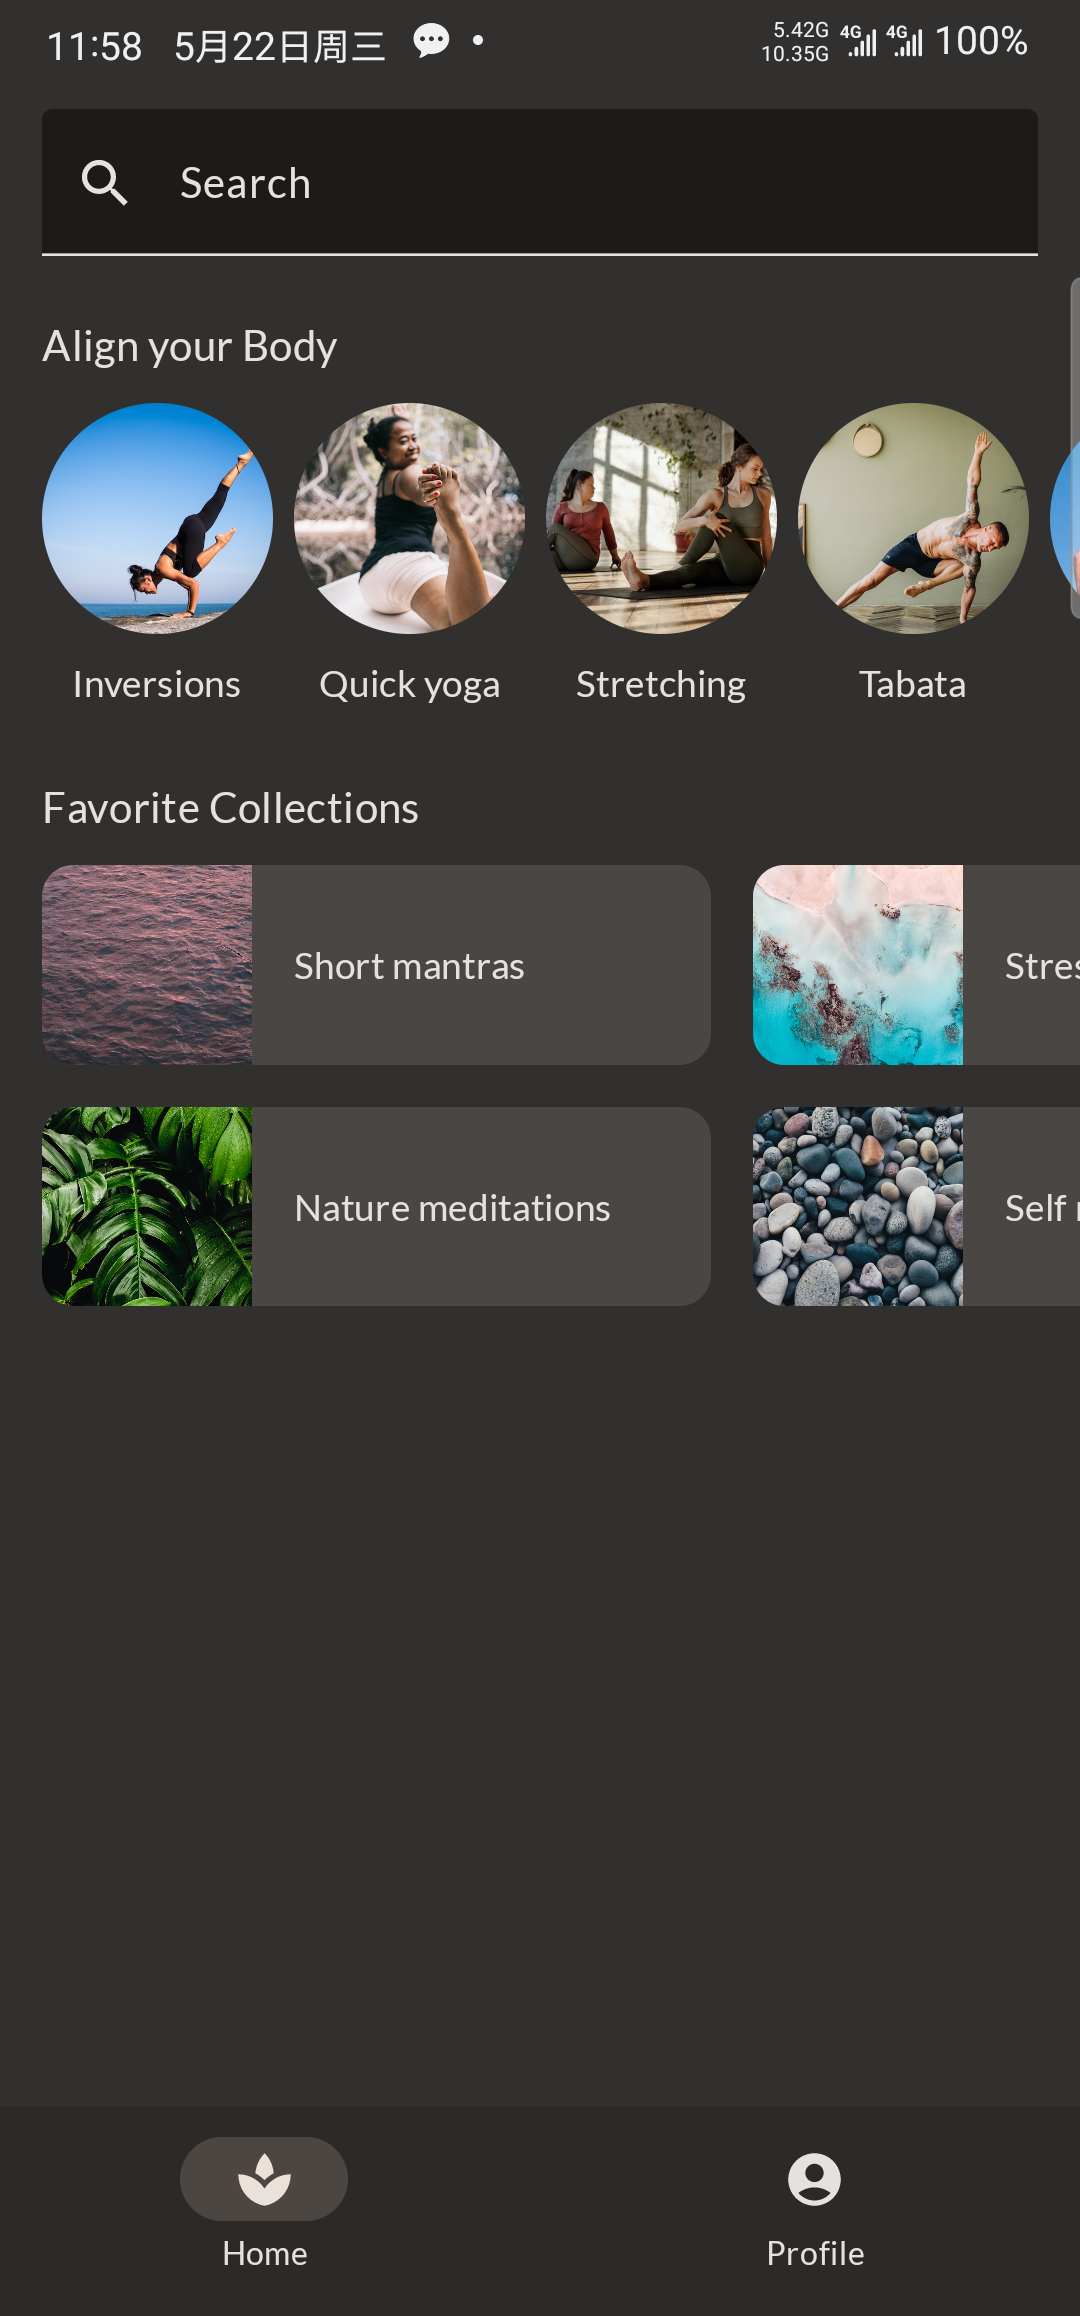 11:58 5月22日周三
5.42G
10.35G
4G 4G 100%
Search
Align your Body
Inversions Quick yoga Stretching Tabata
Favorite Collections
Short mantras
Stres
Nature meditations
Self
Home Profile